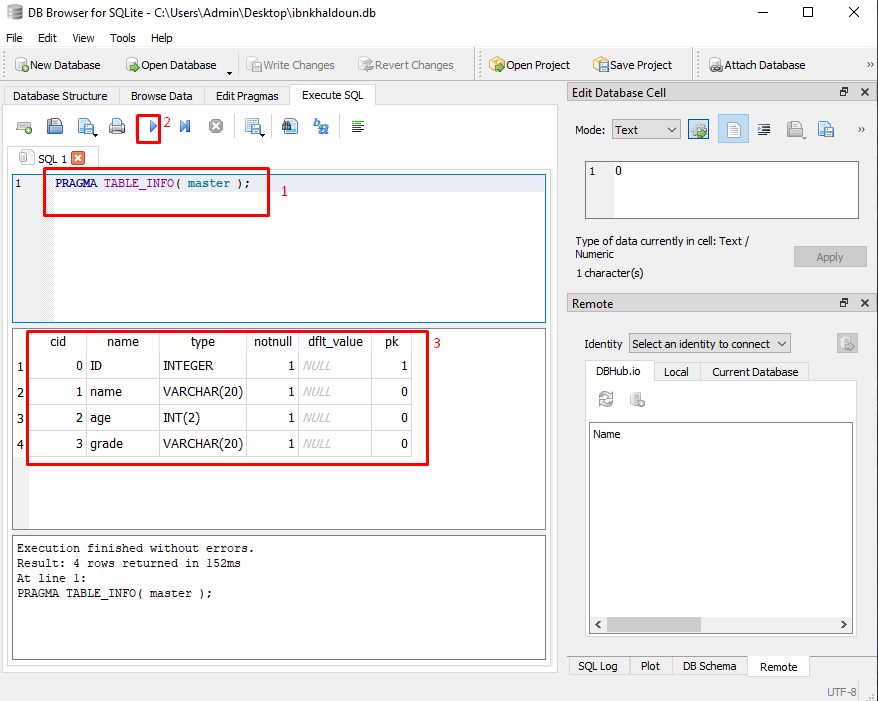 DB Browser for SQLite - C:\Users\Admin\Desktop\ibnkhaldoun.db
File Edit View Tools Help
New Database Open Database Write Changes Revert Changes Open Project Save Project Attach Database »
Database Structure Browse Data Edit Pragmas Execute SQL
2
SQL 1
1 PRAGMA TABLE_INFO( master );
1
cid name type notnull dflt_value pk
3
1 0 ID INTEGER 1 NULL 1
2 1 name VARCHAR(20) 1 NULL 0
3 2 age INT(2) 1 NULL 0
4 3 grade VARCHAR(20) 1 NULL 0
Execution finished without errors.
Result: 4 rows returned in 152ms
At line 1:
PRAGMA TABLE_INFO( master );
Edit Database Cell
Mode: Text »
1 0
Type of data currently in cell: Text /
Numeric
1 character(s)
Apply
Remote
Identity Select an identity to connect
DBHub.io Local Current Database
Name
SQL Log Plot DB Schema Remote
UTF-8